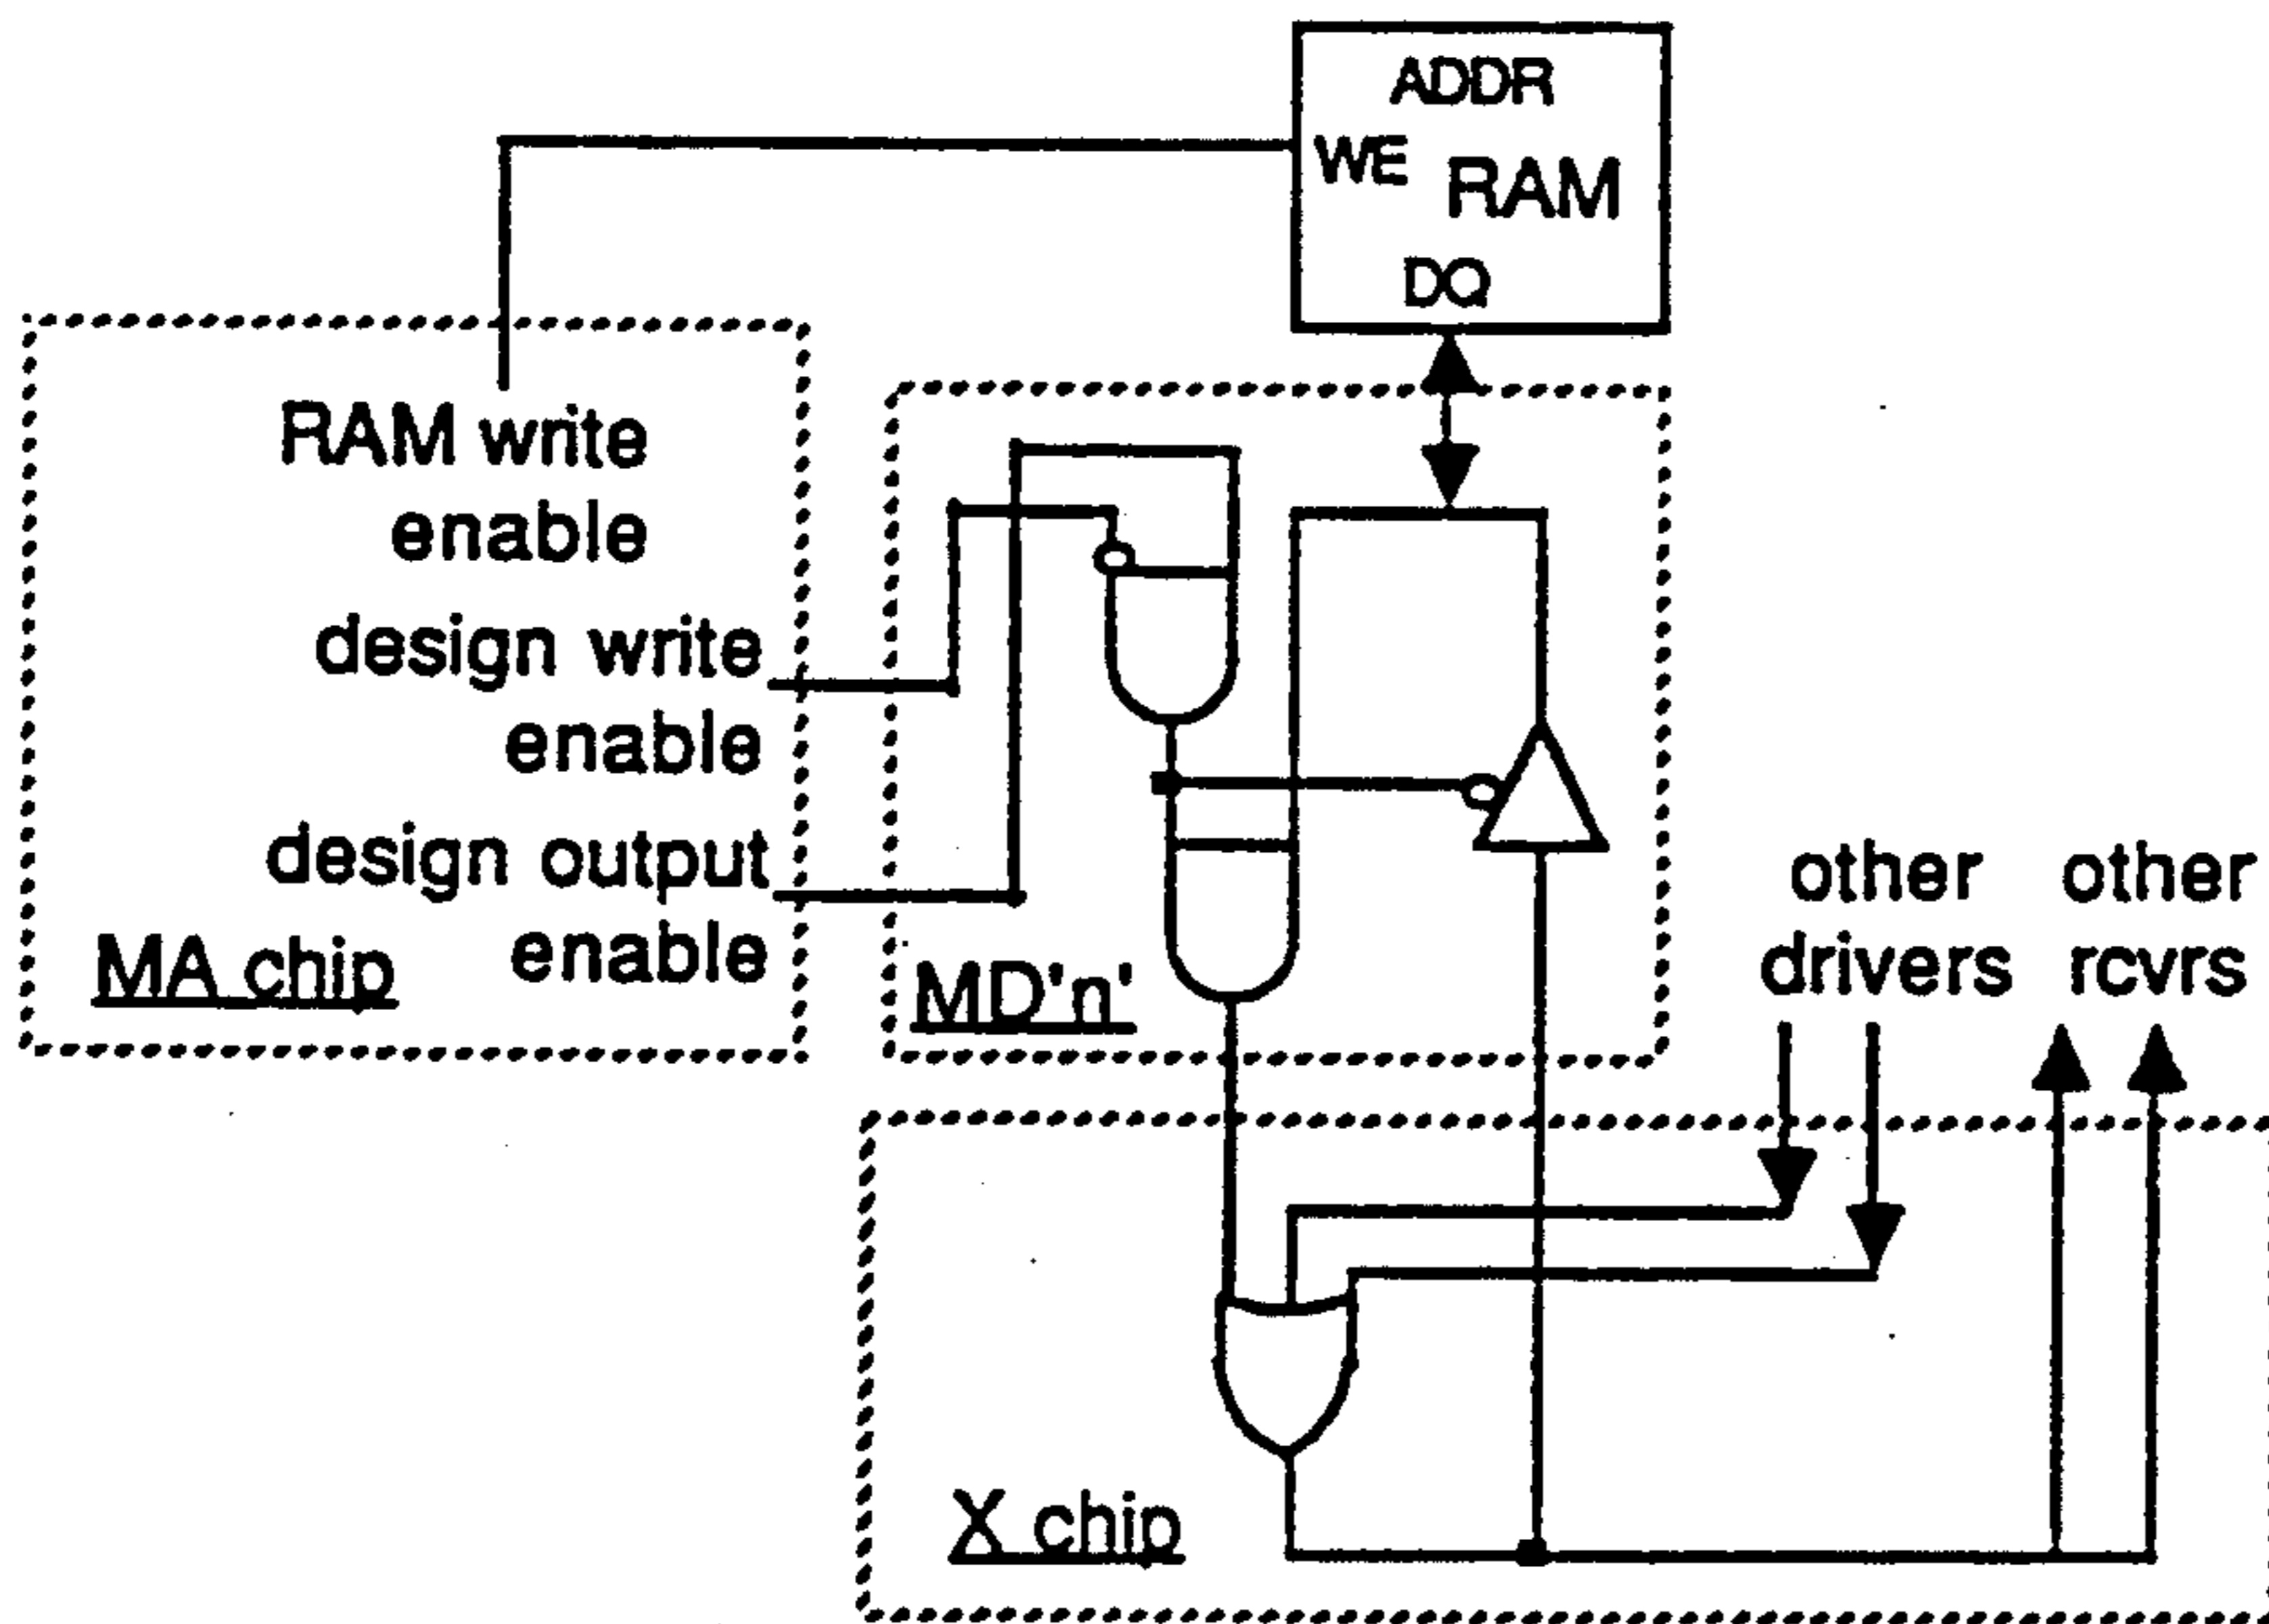 ADDR
WE
RAM
DQ
RAM write
enable
design write
enable
design output
enable
MA chip
MD'n'
other other
drivers rcvrs
X chip